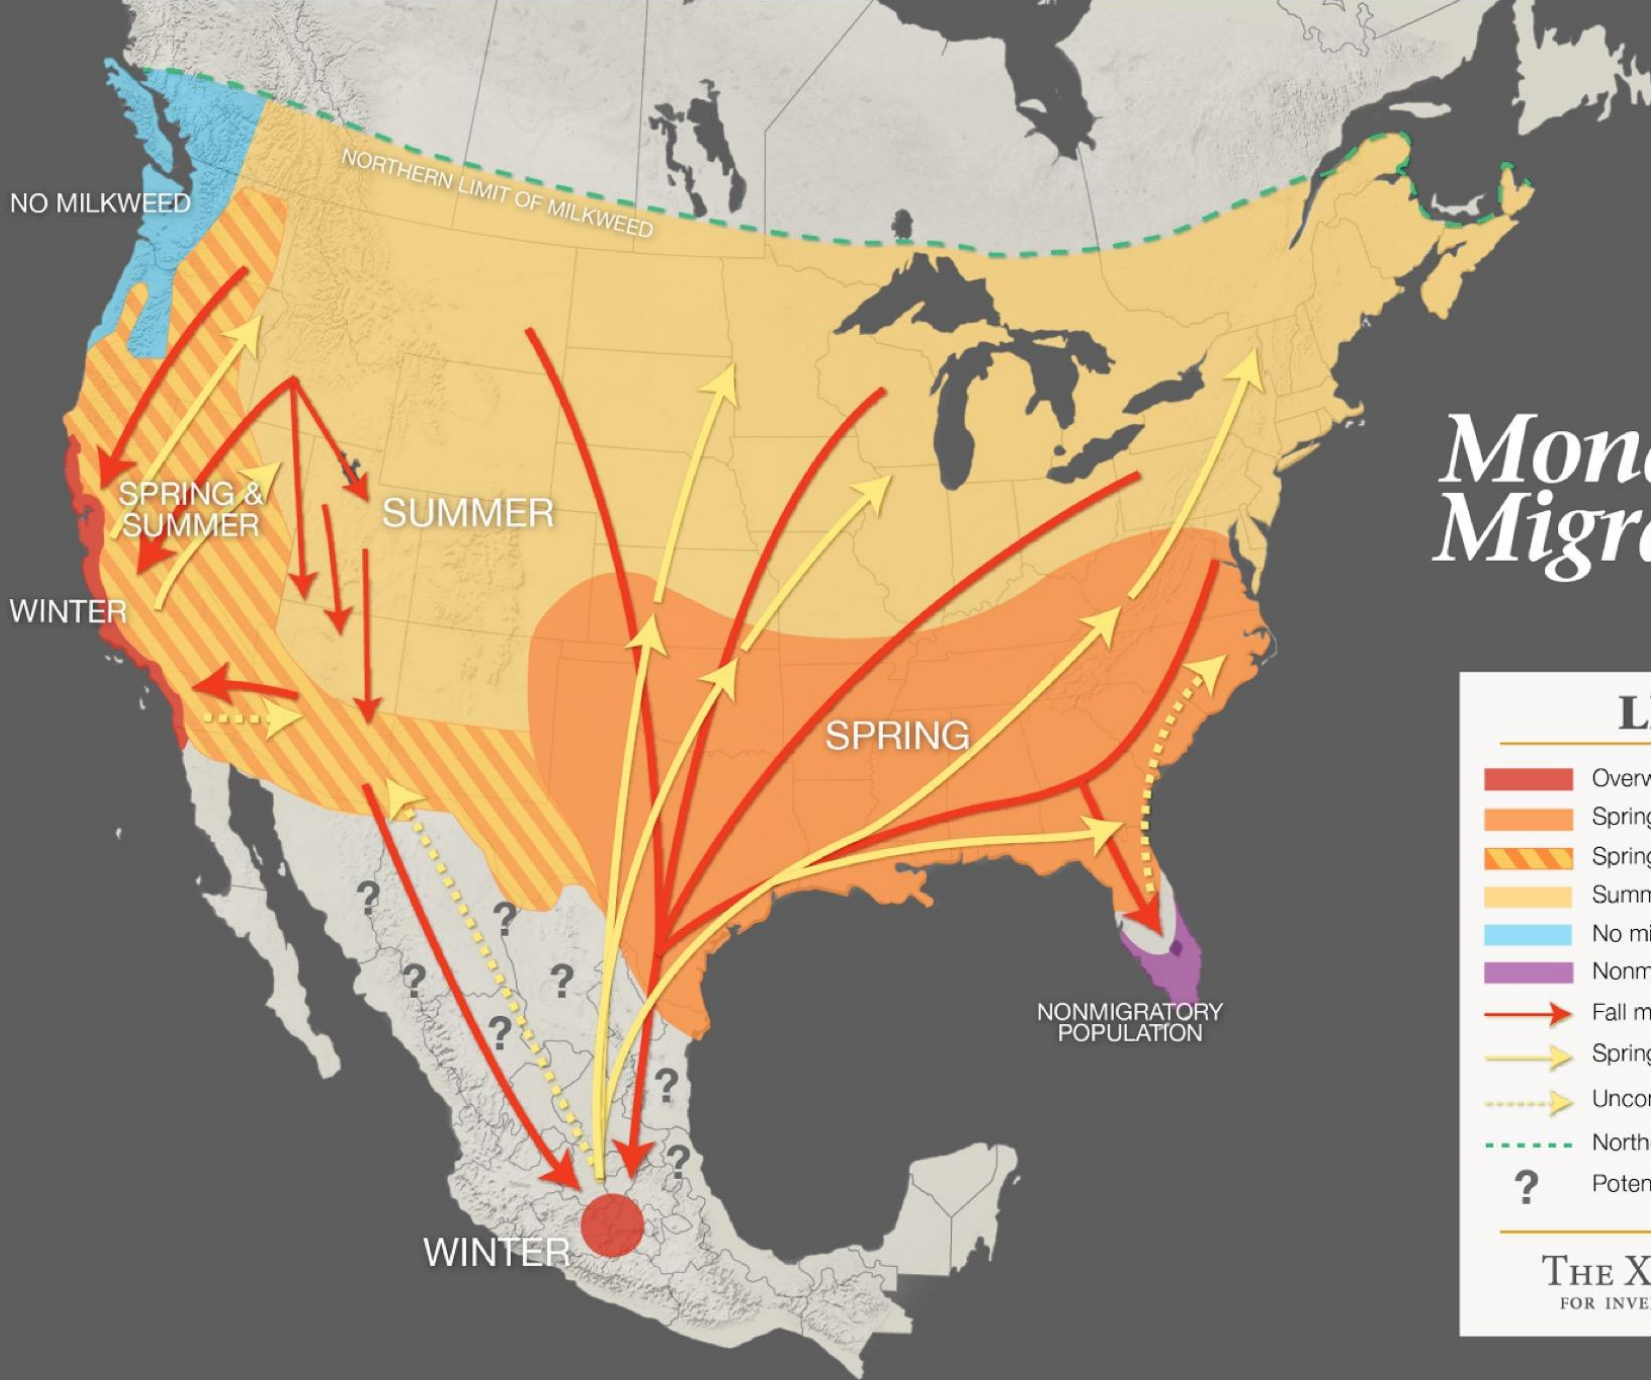 NO MILKWEED
NORTHERN LIMIT OF MILKWEED
SPRING &
SUMMER
SUMMER
WINTER
SPRING
NONMIGRATORY
POPULATION
WINTER
?
?
?
?
?
?
?
Mon
Migr
L
Overw
Spring
Spring
Summ
No mi
Nonm
Fall m
Spring
Uncon
North
? Poten
THE X
FOR INVE